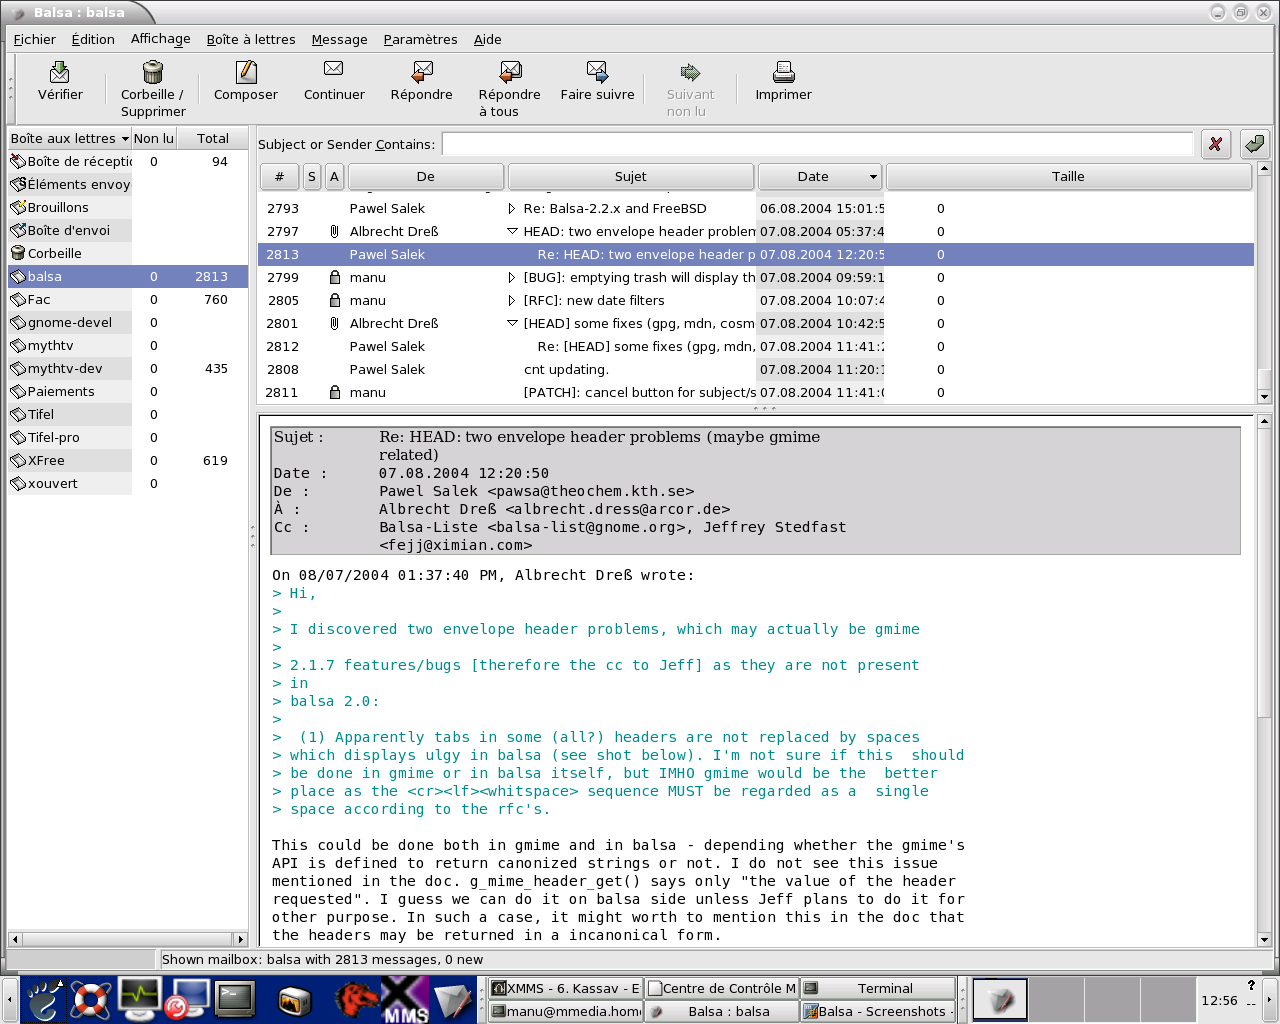 Balsa : balsa
Fichier Édition Affichage Boîte à lettres Message Paramètres Aide
Vérifier Corbeille / Supprimer Composer Continuer Répondre Répondre à tous Faire suivre Suivant non lu Imprimer
Boîte aux lettres Non lu Total
Boîte de réceptio 0 94
Éléments envoy
Brouillons
Boîte d'envoi
Corbeille
balsa 0 2813
Fac 0 760
gnome-devel 0
mythtv 0
mythtv-dev 0 435
Paiements 0
Tifel 0
Tifel-pro 0
XFree 0 619
xouvert 0
Subject or Sender Contains:
# S A De Sujet Date Taille
2793 Pawel Salek Re: Balsa-2.2.x and FreeBSD 06.08.2004 15:01:5 0
2797 Albrecht Dreß HEAD: two envelope header problem 07.08.2004 05:37:4 0
2813 Pawel Salek Re: HEAD: two envelope header p 07.08.2004 12:20:5 0
2799 manu [BUG]: emptying trash will display th 07.08.2004 09:59:1 0
2805 manu [RFC]: new date filters 07.08.2004 10:07:4 0
2801 Albrecht Dreß [HEAD] some fixes (gpg, mdn, cosm 07.08.2004 10:42:5 0
2812 Pawel Salek Re: [HEAD] some fixes (gpg, mdn, 07.08.2004 11:41:2 0
2808 Pawel Salek cnt updating. 07.08.2004 11:20:1 0
2811 manu [PATCH]: cancel button for subject/s 07.08.2004 11:41:0 0
Sujet : Re: HEAD: two envelope header problems (maybe gmime
related)
Date : 07.08.2004 12:20:50
De : Pawel Salek <pawsa@theochem.kth.se>
À : Albrecht Dreß <albrecht.dress@arcor.de>
Cc : Balsa-Liste <balsa-list@gnome.org>, Jeffrey Stedfast
<fejj@ximian.com>
On 08/07/2004 01:37:40 PM, Albrecht Dreß wrote:
> Hi,
>
> I discovered two envelope header problems, which may actually be gmime
>
> 2.1.7 features/bugs [therefore the cc to Jeff] as they are not present
> in
> balsa 2.0:
>
>  (1) Apparently tabs in some (all?) headers are not replaced by spaces
> which displays ulgy in balsa (see shot below). I'm not sure if this  should
> be done in gmime or in balsa itself, but IMHO gmime would be the  better
> place as the <cr><lf><whitspace> sequence MUST be regarded as a  single
> space according to the rfc's.
This could be done both in gmime and in balsa - depending whether the gmime's
API is defined to return canonized strings or not. I do not see this issue
mentioned in the doc. g_mime_header_get() says only "the value of the header
requested". I guess we can do it on balsa side unless Jeff plans to do it for
other purpose. In such a case, it might worth to mention this in the doc that
the headers may be returned in a incanonical form.
Shown mailbox: balsa with 2813 messages, 0 new
XMMS
XMMS - 6. Kassav - E Centre de Contrôle M Terminal
manu@mmedia.hom Balsa : balsa Balsa - Screenshots -
12:56 --